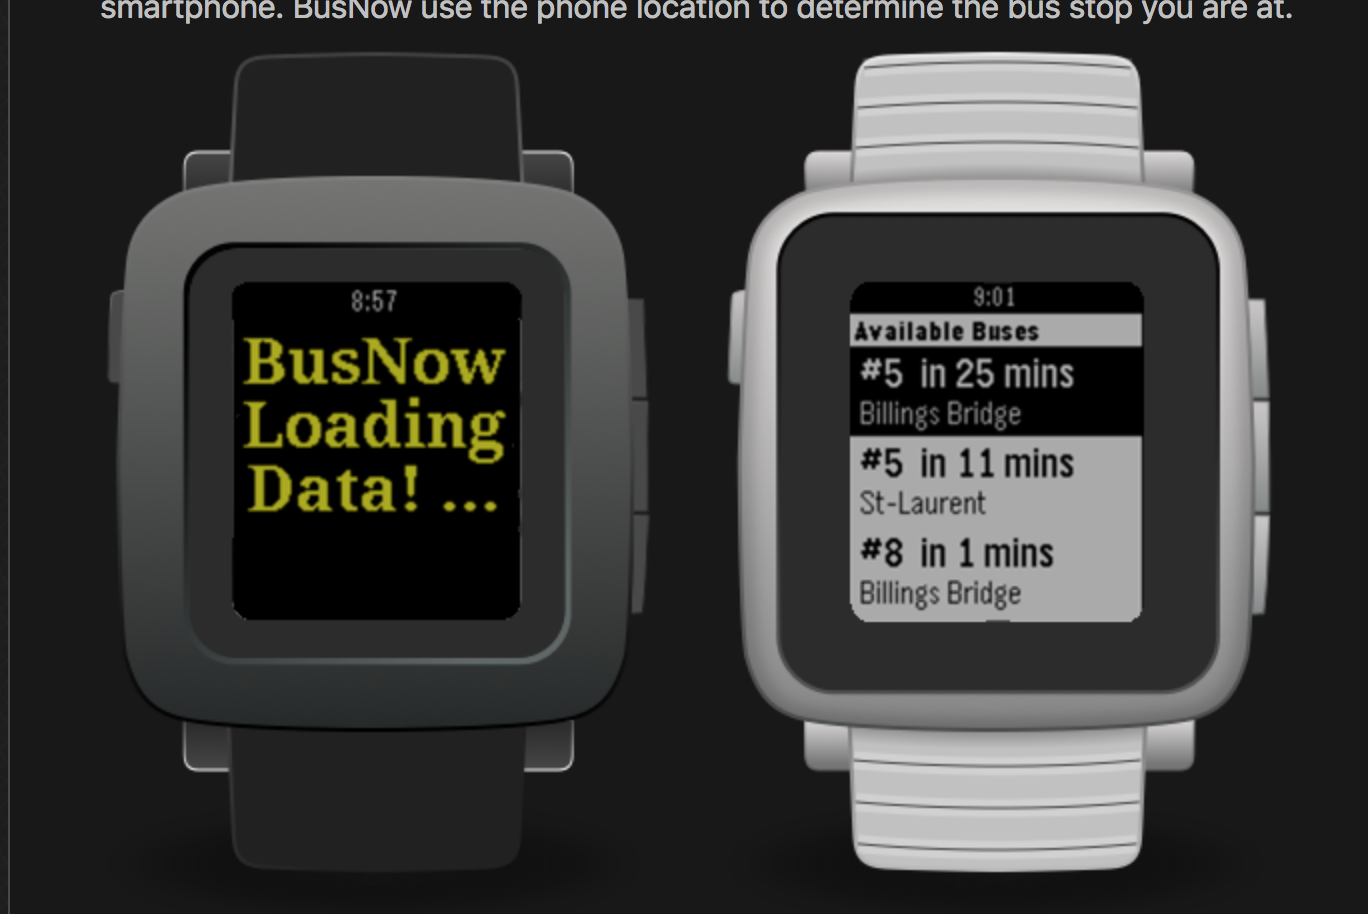 smartphone. BusNow use the phone location to determine the bus stop you are at.
8:57
BusNow
Loading
Data! ...
9:01
Available Buses
#5 in 25 mins
Billings Bridge
#5 in 11 mins
St-Laurent
#8 in 1 mins
Billings Bridge